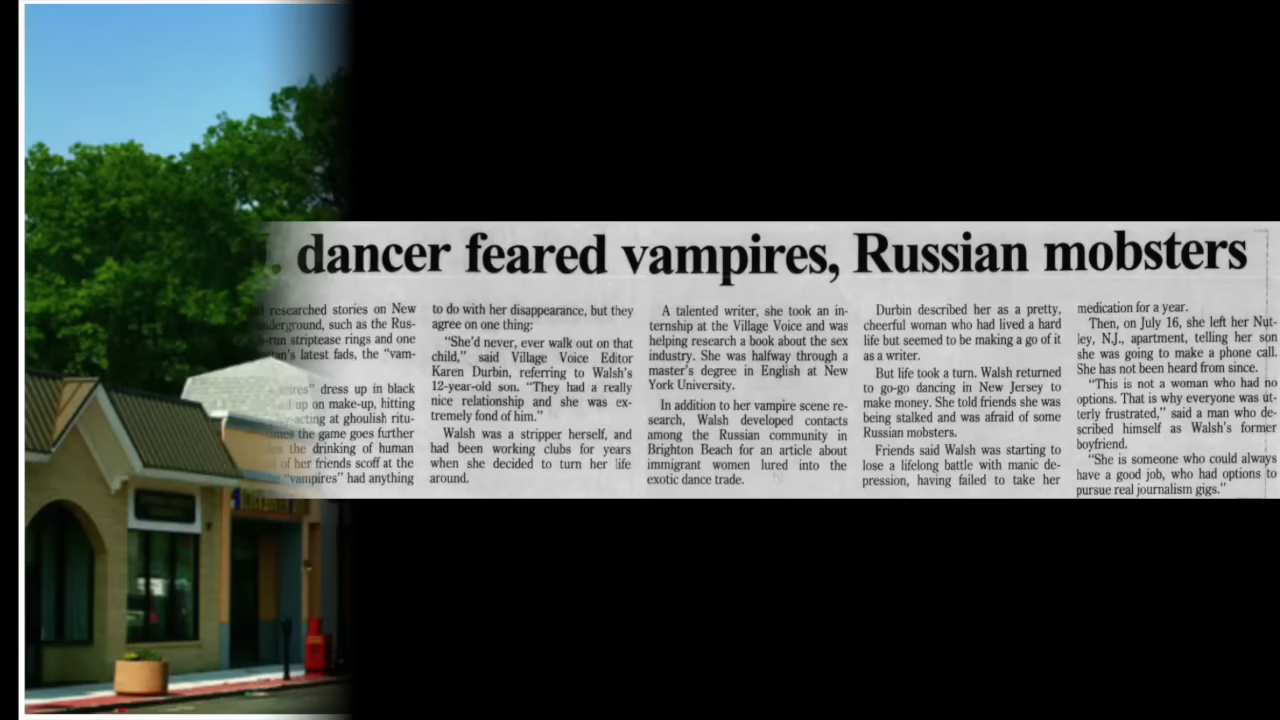 . dancer feared vampires, Russian mobsters
researched stories on New
derground, such as the Rus-
-run striptease rings and one
tan's latest fads, the "vam-
" dress up in black
up on make-up, hitting
-acting at ghoulish ritu-
the game goes further
the drinking of human
of her friends scoff at the
"vampires" had anything
to do with her disappearance, but they
agree on one thing:
"She'd never, ever walk out on that
child," said Village Voice Editor
Karen Durbin, referring to Walsh's
12-year-old son. "They had a really
nice relationship and she was ex-
tremely fond of him."
Walsh was a stripper herself, and
had been working clubs for years
when she decided to turn her life
around.
A talented writer, she took an in-
ternship at the Village Voice and was
helping research a book about the sex
industry. She was halfway through a
master's degree in English at New
York University.
In addition to her vampire scene re-
search, Walsh developed contacts
among the Russian community in
Brighton Beach for an article about
immigrant women lured into the
exotic dance trade.
Durbin described her as a pretty,
cheerful woman who had lived a hard
life but seemed to be making a go of it
as a writer.
But life took a turn. Walsh returned
to go-go dancing in New Jersey to
make money. She told friends she was
being stalked and was afraid of some
Russian mobsters.
Friends said Walsh was starting to
lose a lifelong battle with manic de-
pression, having failed to take her
medication for a year.
Then, on July 16, she left her Nut-
ley, N.J., apartment, telling her son
she was going to make a phone call.
She has not been heard from since.
"This is not a woman who had no
options. That is why everyone was ut-
terly frustrated," said a man who de-
scribed himself as Walsh's former
boyfriend.
"She is someone who could always
have a good job, who had options to
pursue real journalism gigs."